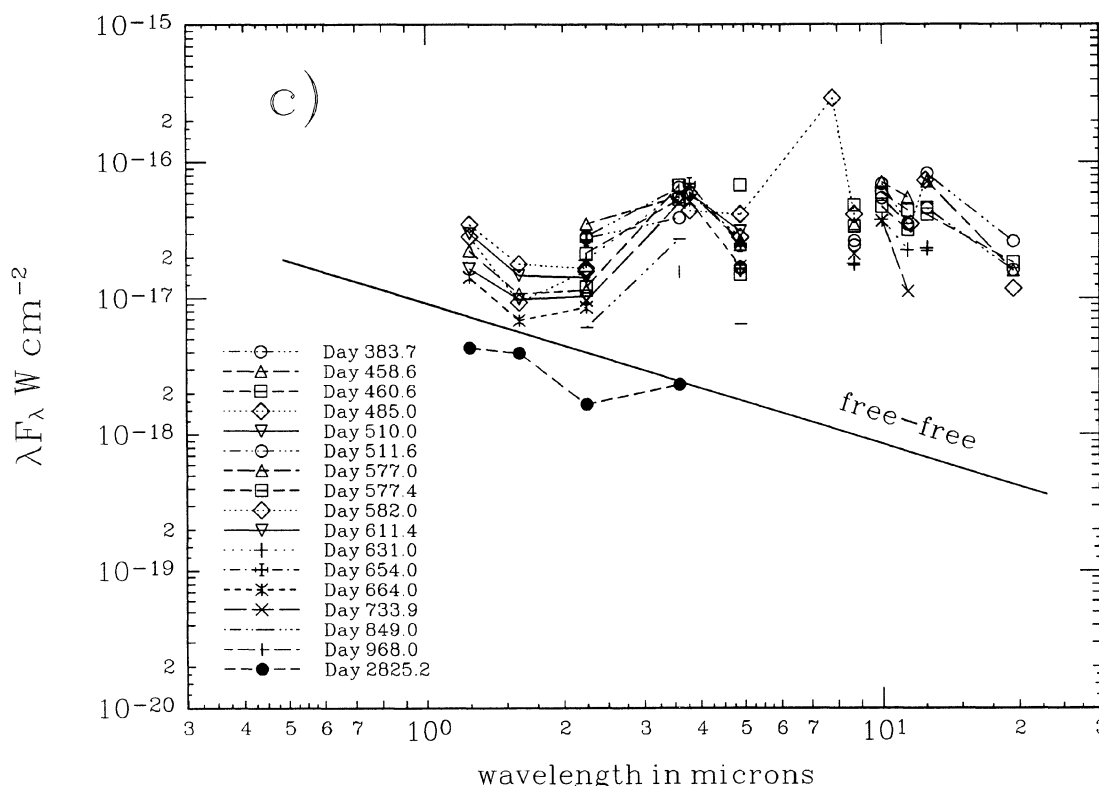 10⁻¹⁵
c)
2
10⁻¹⁶
2
10⁻¹⁷
2
10⁻¹⁸
2
10⁻¹⁹
2
10⁻²⁰
λFλ W cm⁻²
Day 383.7
Day 458.6
Day 460.6
Day 485.0
Day 510.0
Day 511.6
Day 577.0
Day 577.4
Day 582.0
Day 611.4
Day 631.0
Day 654.0
Day 664.0
Day 733.9
Day 849.0
Day 968.0
Day 2825.2
free-free
3 4 5 6 7 10⁰ 2 3 4 5 6 7 10¹ 2 3
wavelength in microns